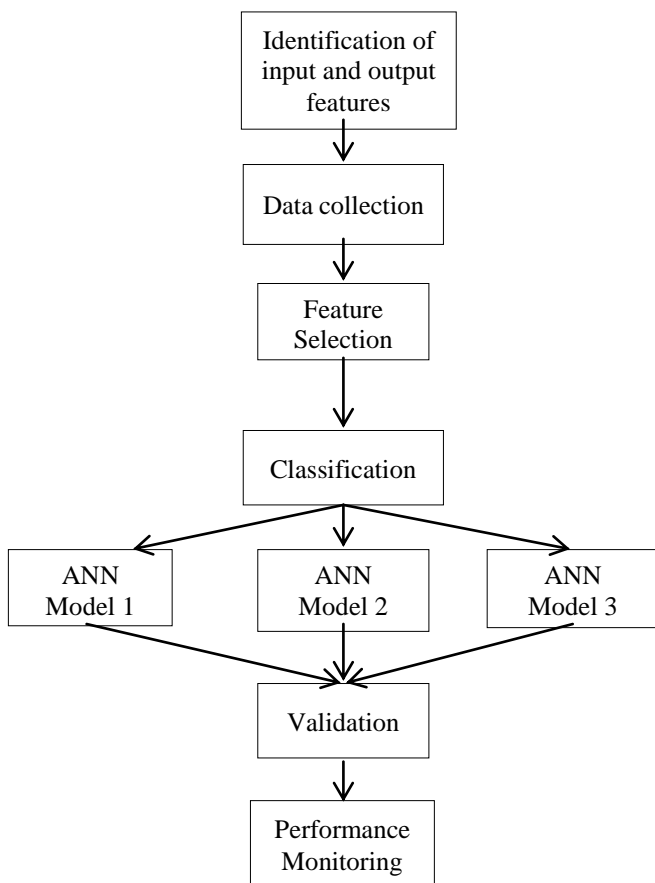 Identification of
input and output
features
Data collection
Feature
Selection
Classification
ANN
Model 1
ANN
Model 2
ANN
Model 3
Validation
Performance
Monitoring